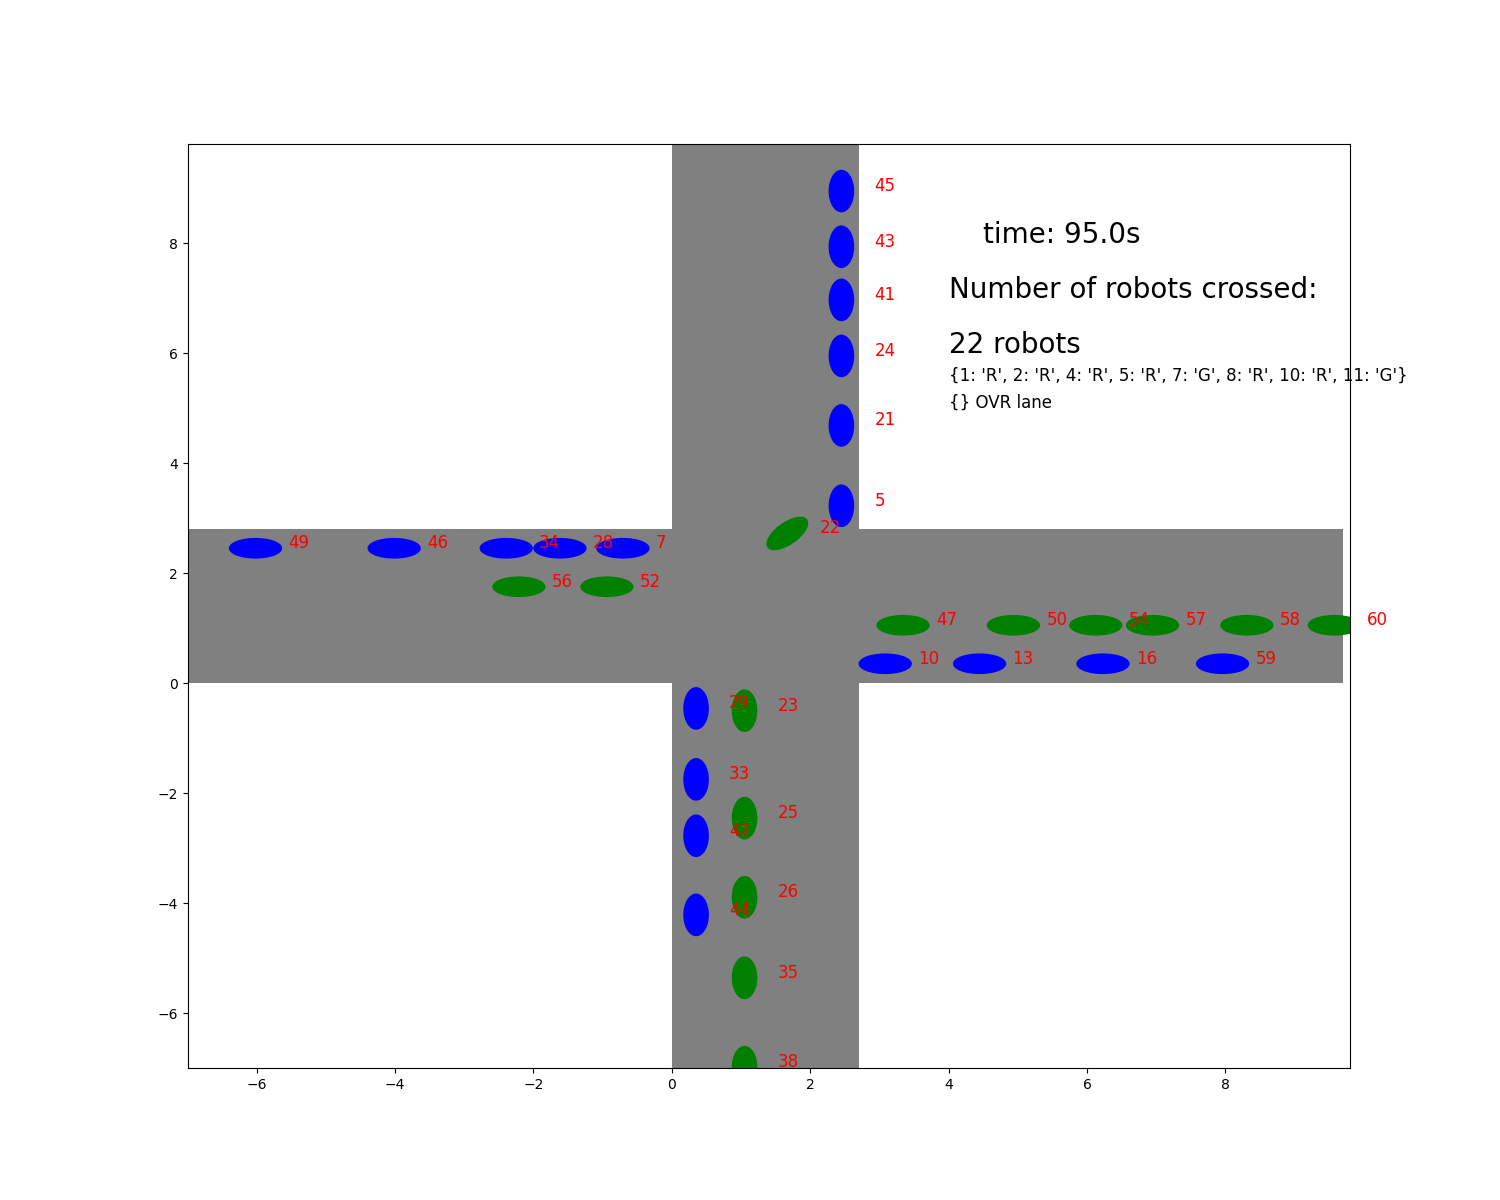 45
time: 95.0s
43
Number of robots crossed:
41
22 robots
24
{1: 'R', 2: 'R', 4: 'R', 5: 'R', 7: 'G', 8: 'R', 10: 'R', 11: 'G'}
{} OVR lane
21
5
22
49 46 34 28 7
56 52
47 50 54 57 58 60
10 13 16 59
29 23
33
25
42
26
44
35
38
8
6
4
2
0
−2
−4
−6
−6 −4 −2 0 2 4 6 8